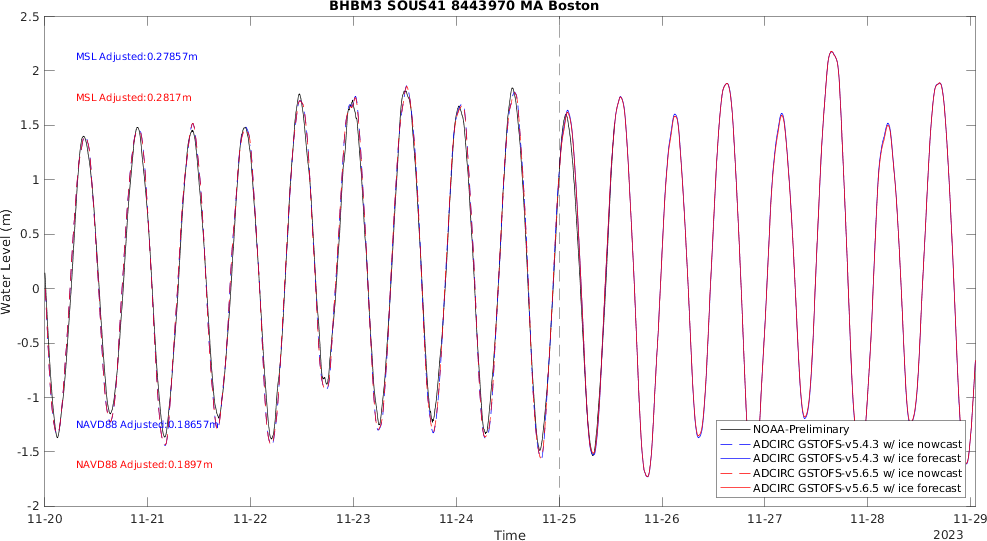 BHBM3 SOUS41 8443970 MA Boston
2.5
2
1.5
1
0.5
0
-0.5
-1
-1.5
-2
Water Level (m)
MSL Adjusted:0.27857m
MSL Adjusted:0.2817m
NAVD88 Adjusted:0.18657m
NAVD88 Adjusted:0.1897m
NOAA-Preliminary
ADCIRC GSTOFS-v5.4.3 w/ ice nowcast
ADCIRC GSTOFS-v5.4.3 w/ ice forecast
ADCIRC GSTOFS-v5.6.5 w/ ice nowcast
ADCIRC GSTOFS-v5.6.5 w/ ice forecast
11-20 11-21 11-22 11-23 11-24 11-25 11-26 11-27 11-28 11-29
Time
2023